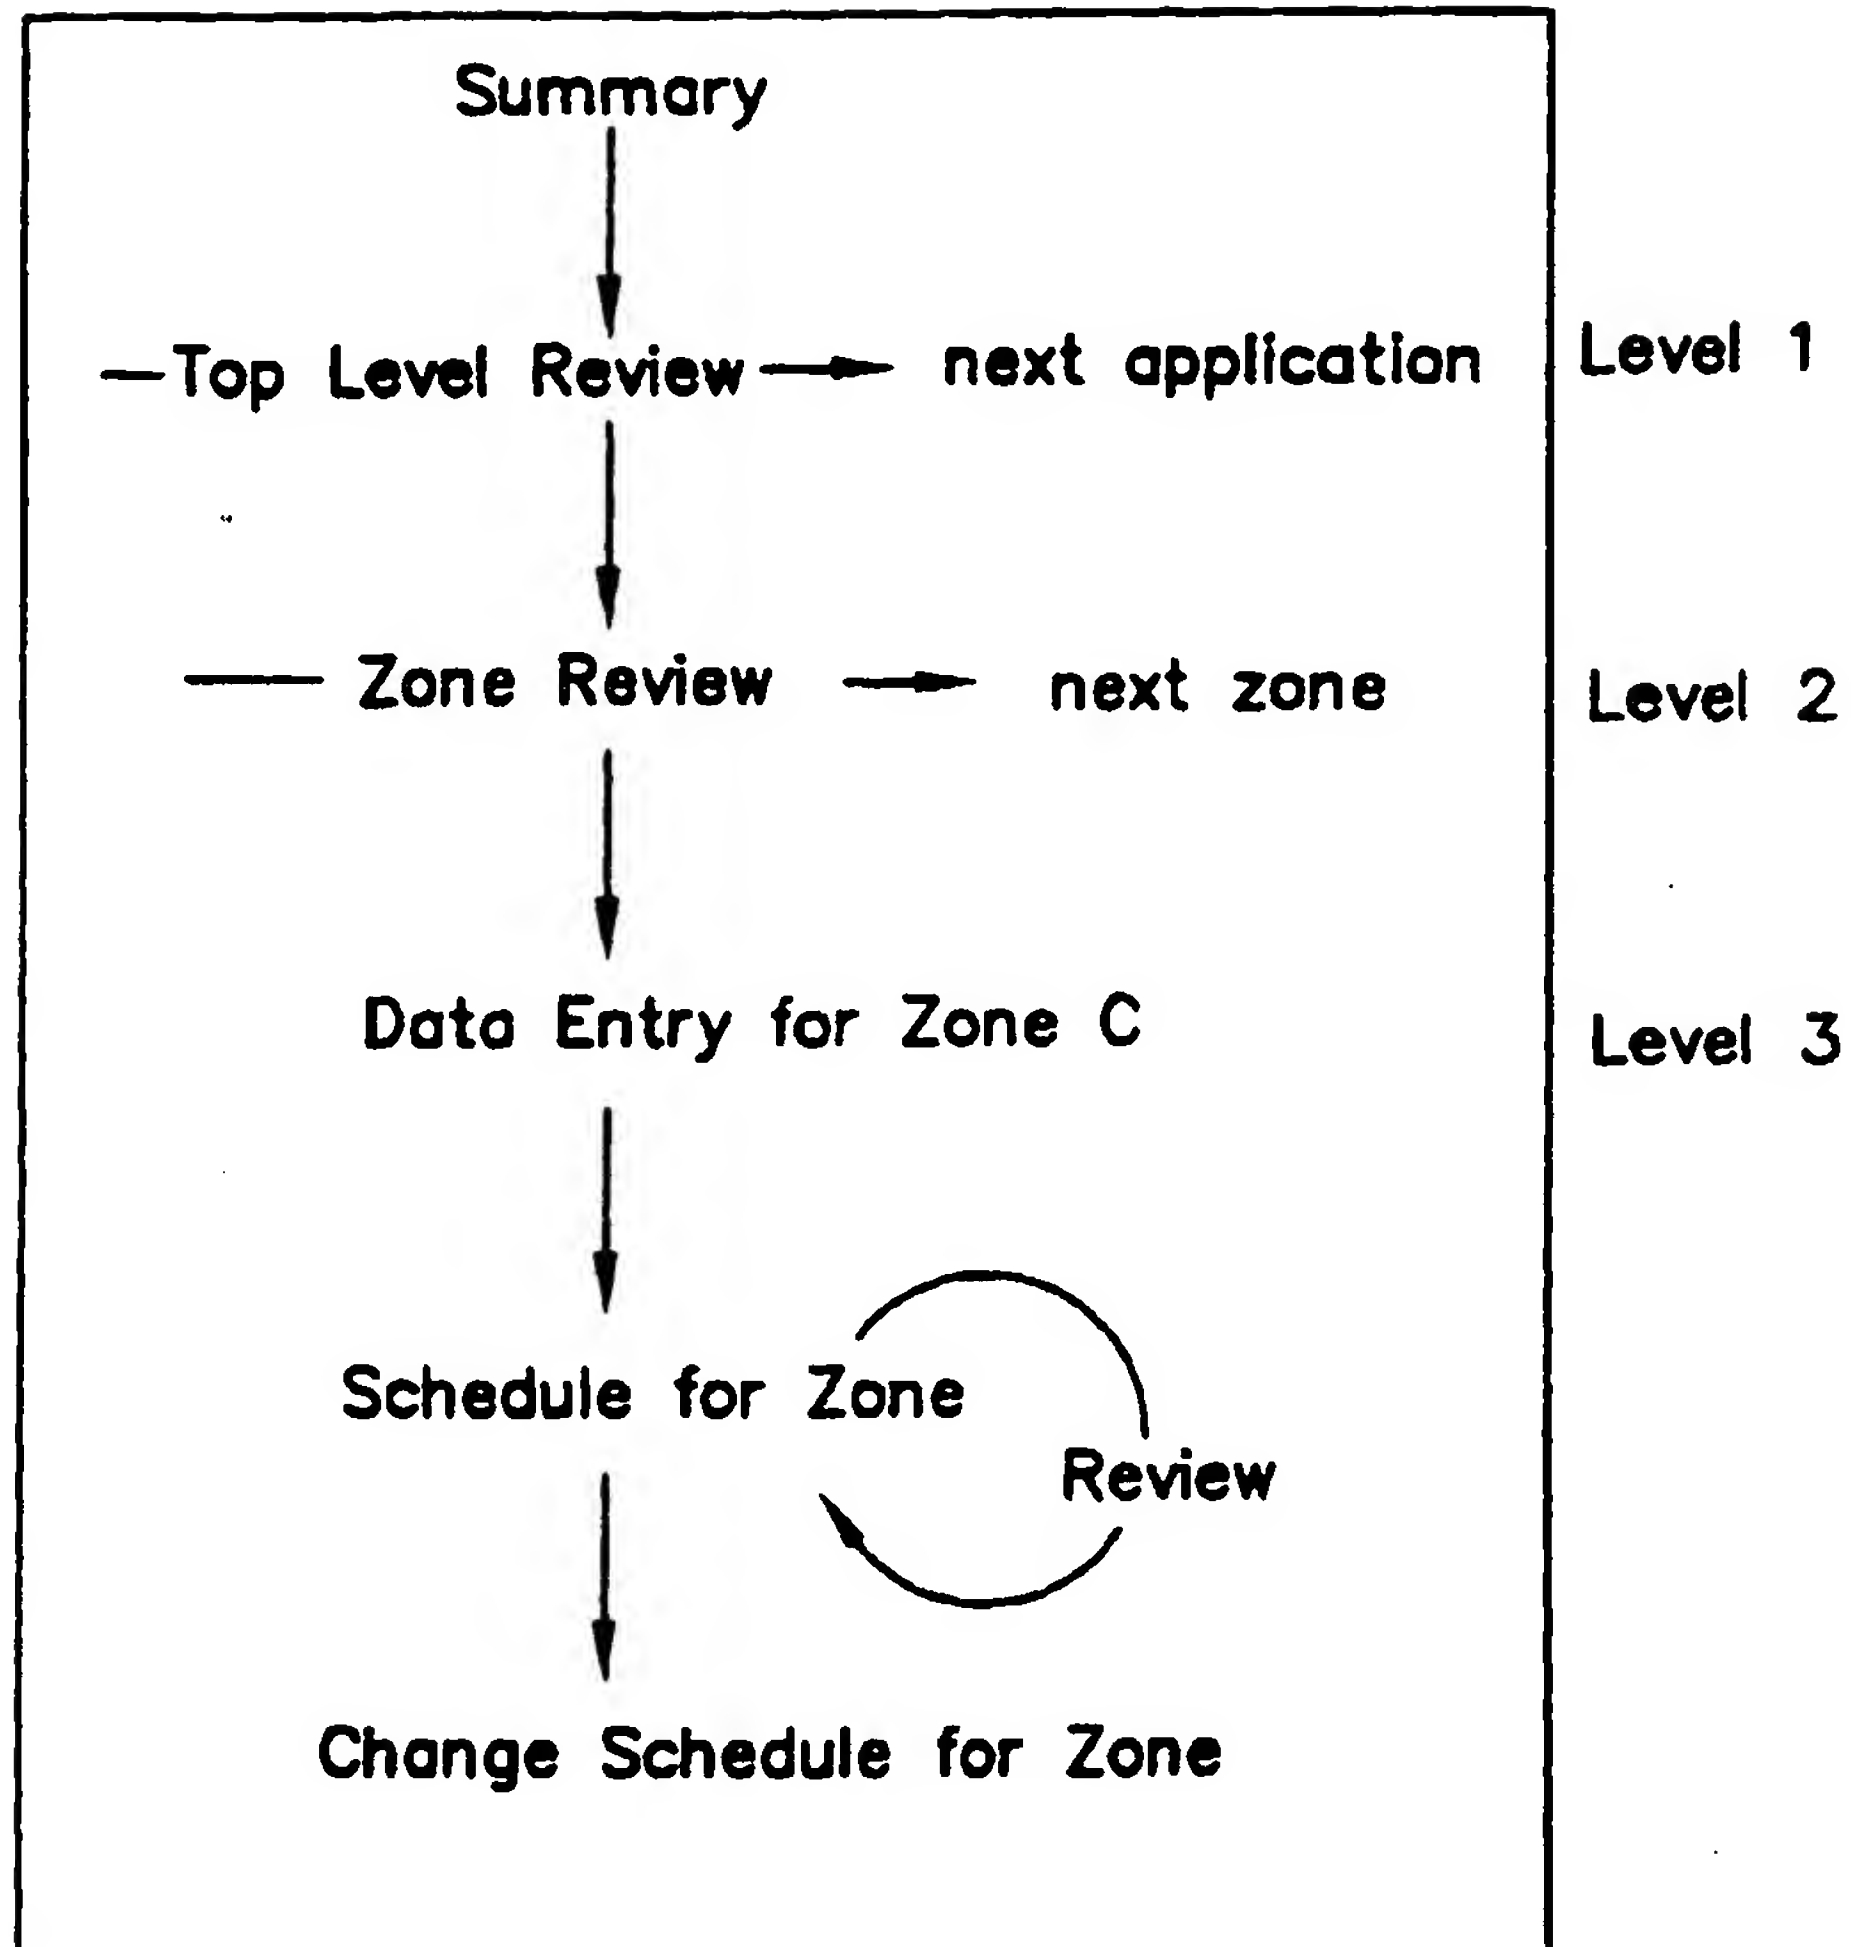 Summary
Top Level Review next application Level 1
Zone Review next zone Level 2
Data Entry for Zone C Level 3
Schedule for Zone
Review
Change Schedule for Zone